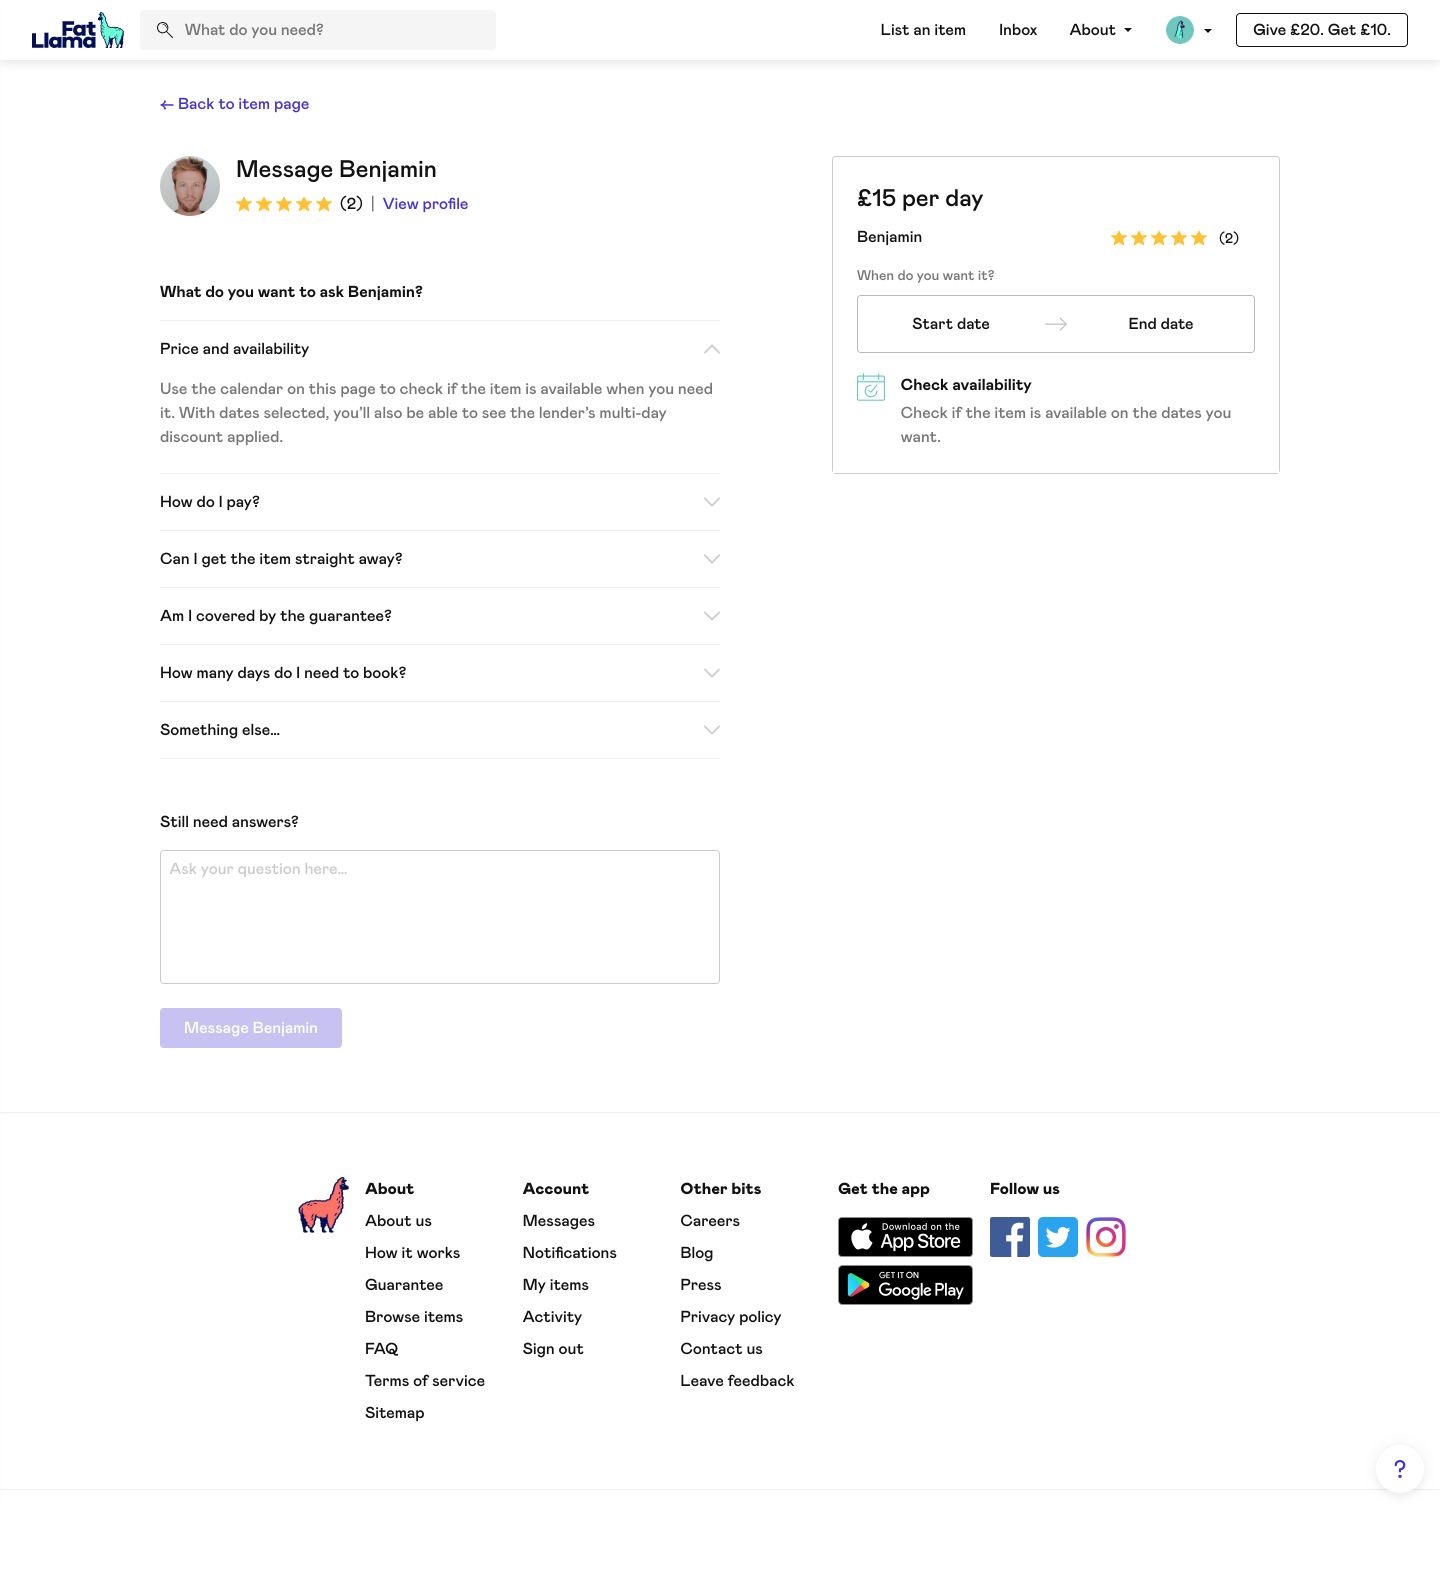 Fat
Llama
What do you need?
List an item
Inbox
About
Give £20. Get £10.
← Back to item page
Message Benjamin
(2) | View profile
What do you want to ask Benjamin?
Price and availability
Use the calendar on this page to check if the item is available when you need
it. With dates selected, you'll also be able to see the lender's multi-day
discount applied.
How do I pay?
Can I get the item straight away?
Am I covered by the guarantee?
How many days do I need to book?
Something else...
Still need answers?
Ask your question here...
Message Benjamin
£15 per day
Benjamin
(2)
When do you want it?
Start date
End date
Check availability
Check if the item is available on the dates you
want.
About
About us
How it works
Guarantee
Browse items
FAQ
Terms of service
Sitemap
Account
Messages
Notifications
My items
Activity
Sign out
Other bits
Careers
Blog
Press
Privacy policy
Contact us
Leave feedback
Get the app
Download on the
App Store
GET IT ON
Google Play
Follow us
?